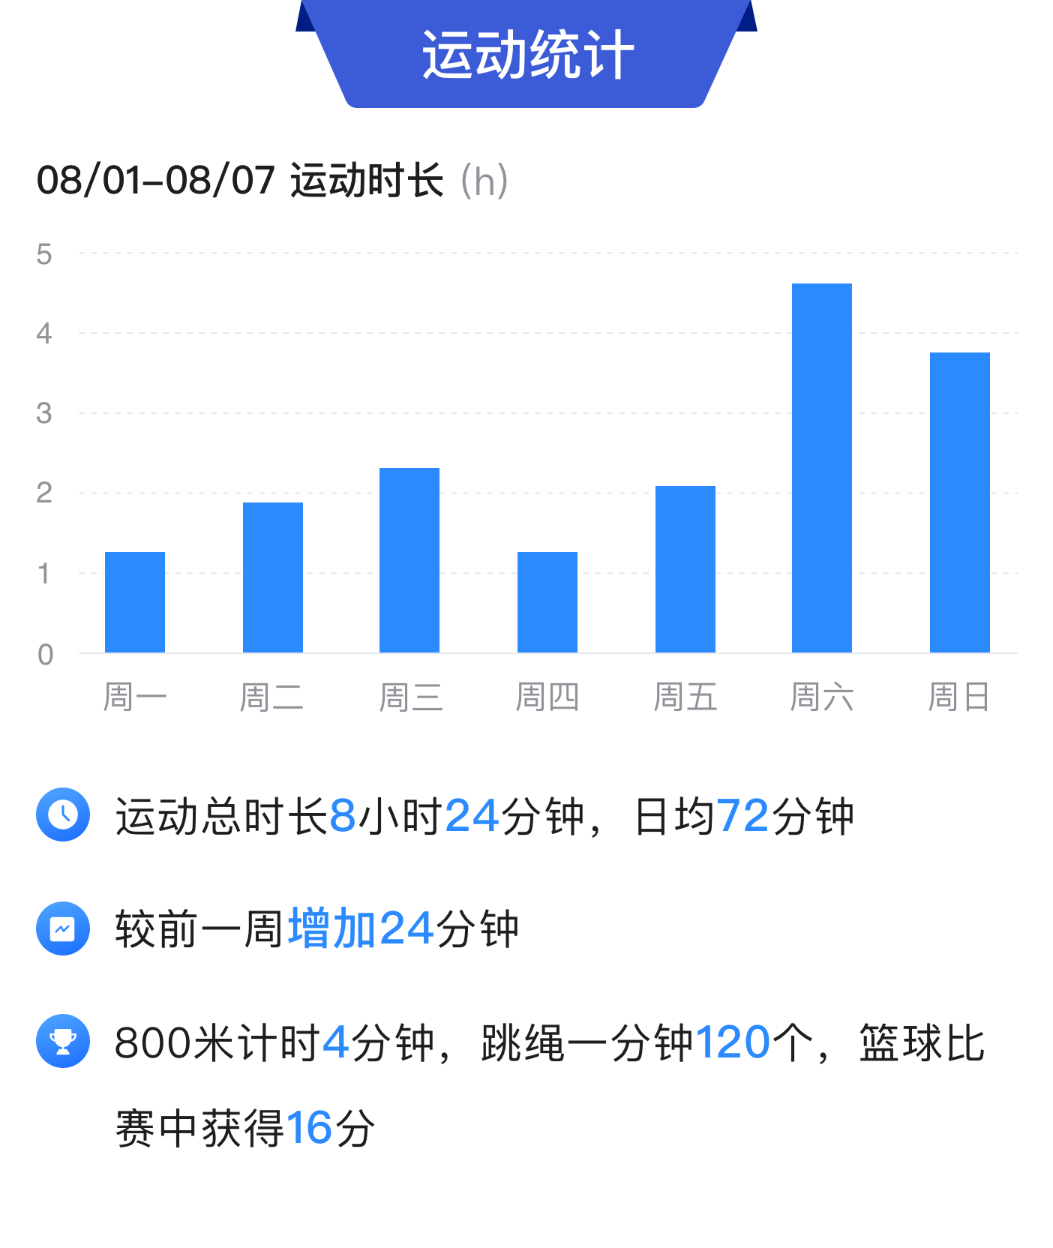 运动统计
08/01–08/07 运动时长 (h)
5
4
3
2
1
0
周一 周二 周三 周四 周五 周六 周日
运动总时长8小时24分钟，日均72分钟
较前一周增加24分钟
800米计时4分钟，跳绳一分钟120个，篮球比
赛中获得16分